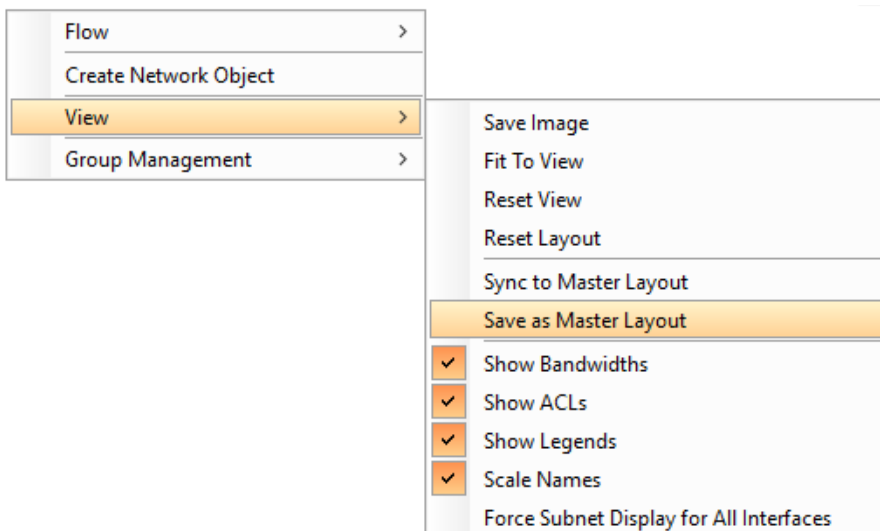 Flow
Create Network Object
View
Group Management
Save Image
Fit To View
Reset View
Reset Layout
Sync to Master Layout
Save as Master Layout
Show Bandwidths
Show ACLs
Show Legends
Scale Names
Force Subnet Display for All Interfaces